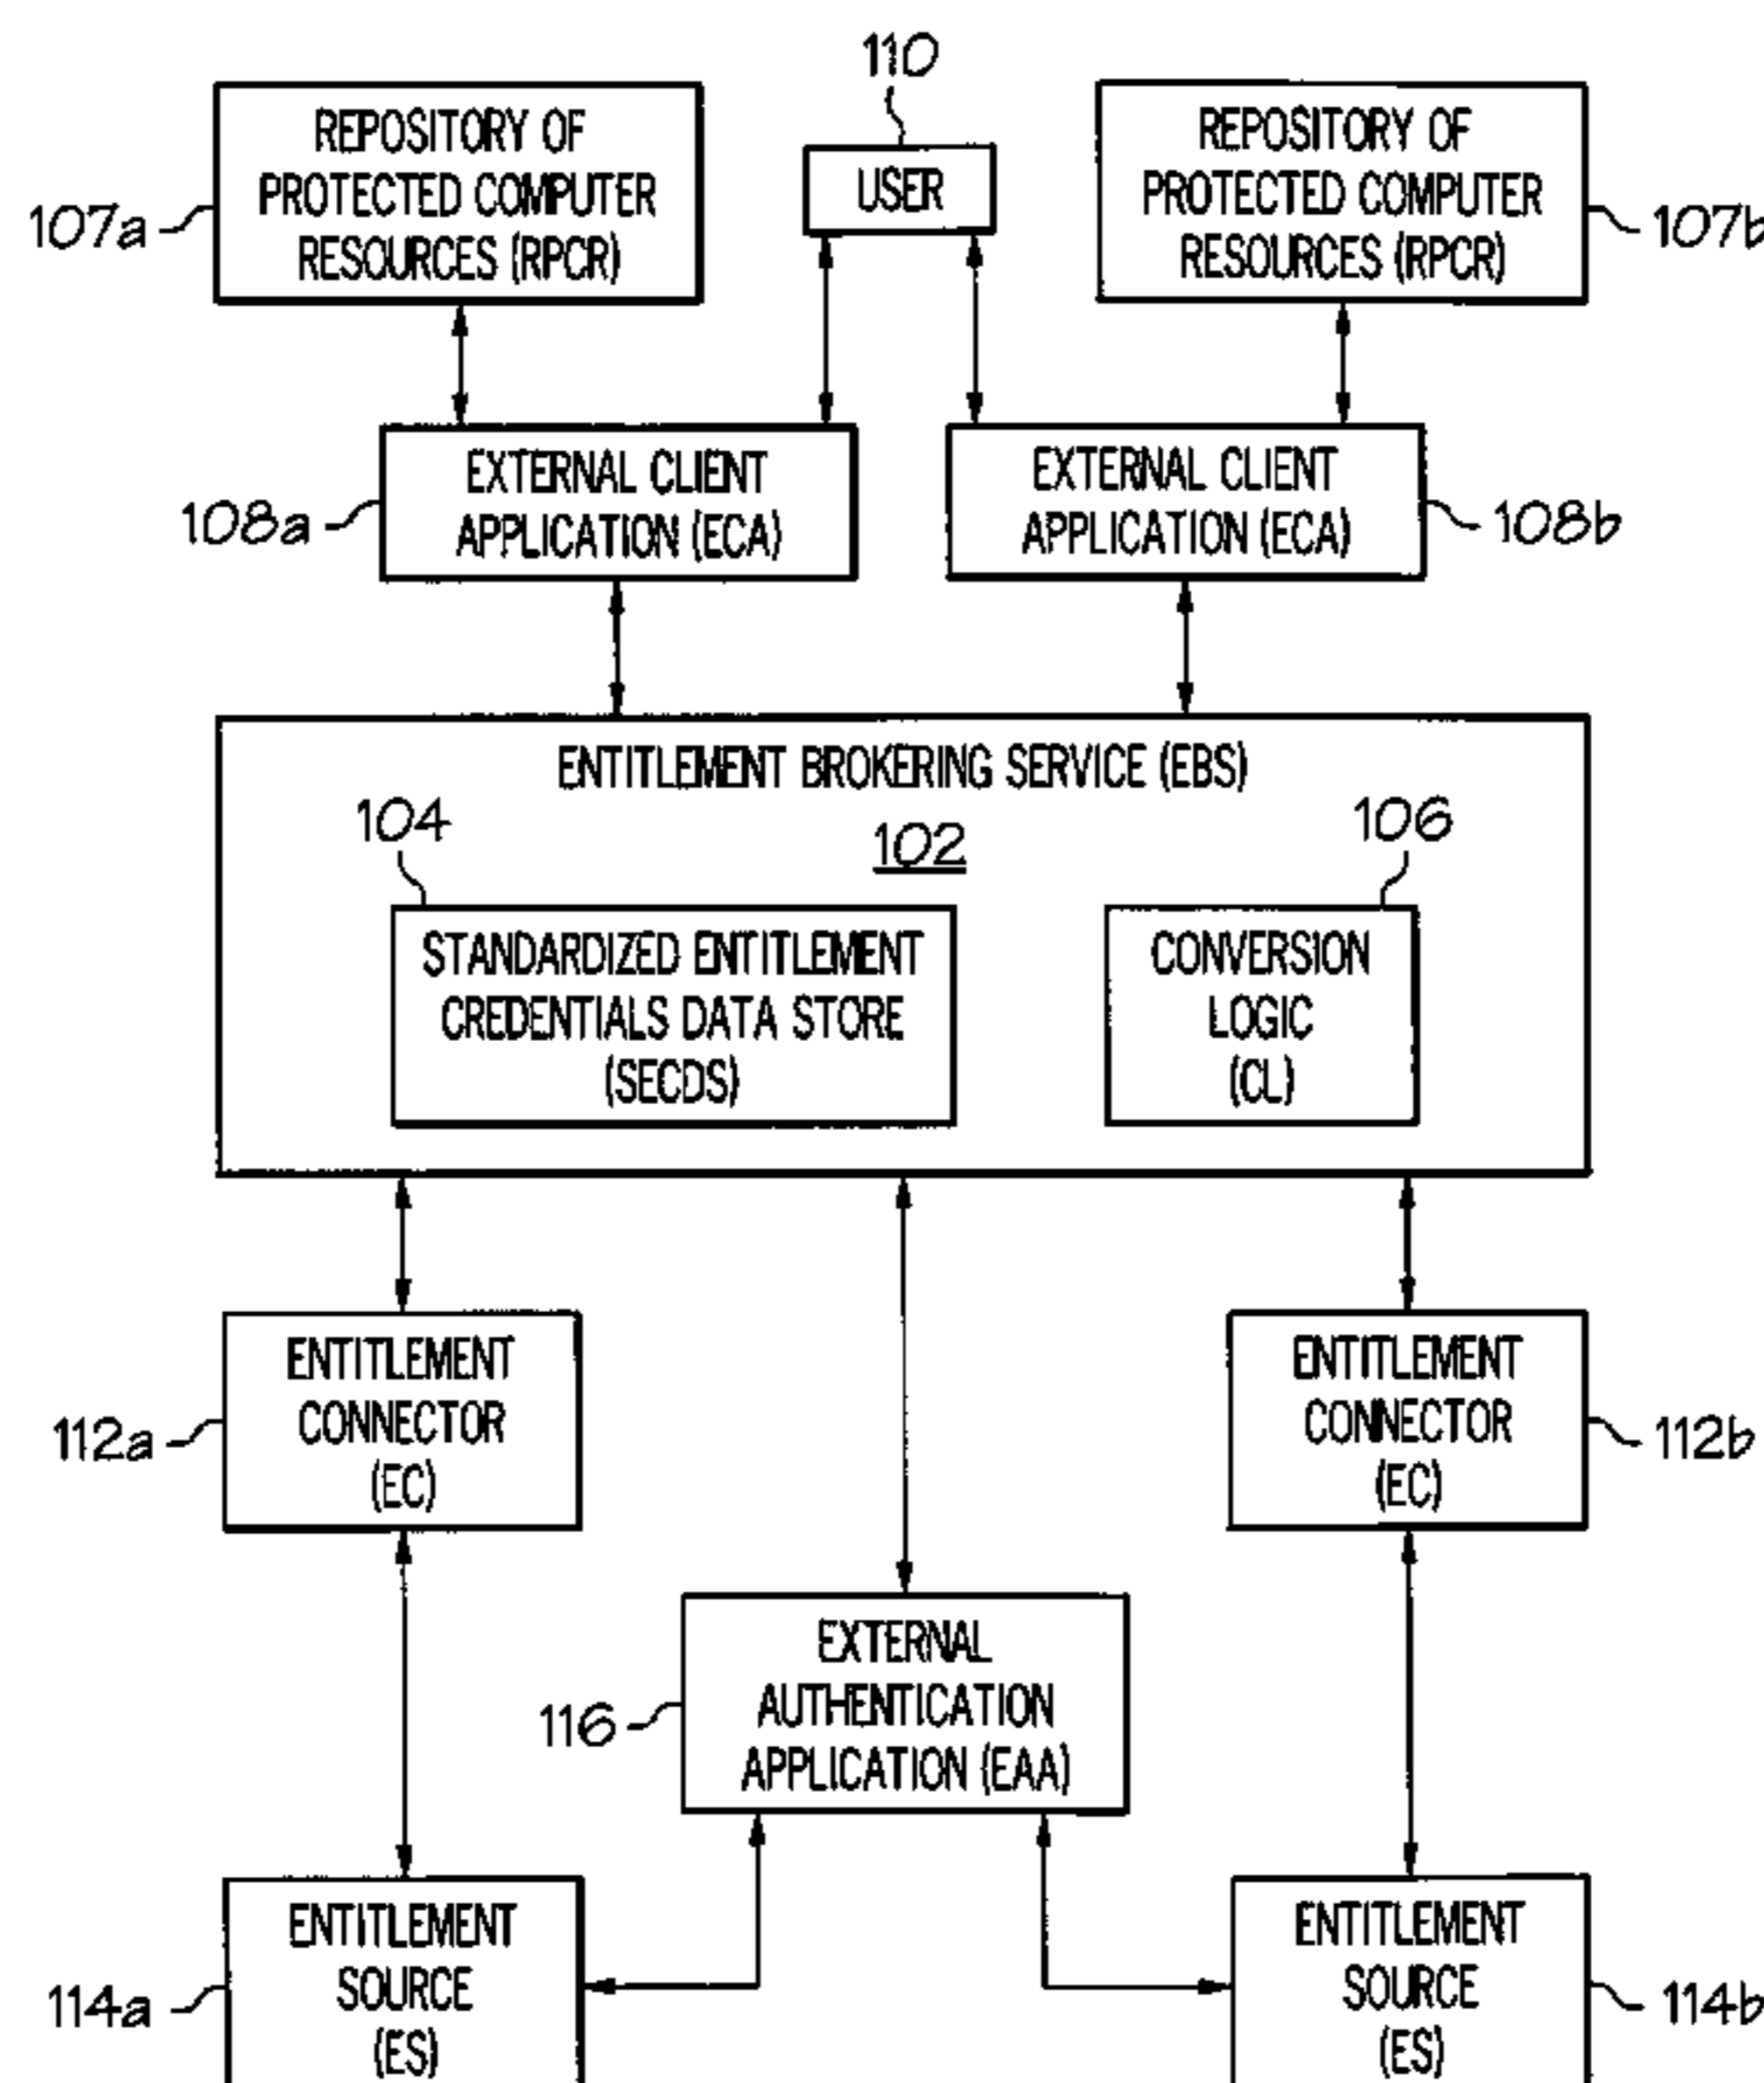 110
REPOSITORY OF
PROTECTED COMPUTER
RESOURCES (RPCR)
107a
USER
REPOSITORY OF
PROTECTED COMPUTER
RESOURCES (RPCR)
107b
EXTERNAL CLIENT
APPLICATION (ECA)
108a
EXTERNAL CLIENT
APPLICATION (ECA)
108b
ENTITLEMENT BROKERING SERVICE (EBS)
102
104
106
STANDARDIZED ENTITLEMENT
CREDENTIALS DATA STORE
(SECDS)
CONVERSION
LOGIC
(CL)
ENTITLEMENT
CONNECTOR
(EC)
112a
ENTITLEMENT
CONNECTOR
(EC)
112b
EXTERNAL
AUTHENTICATION
APPLICATION (EAA)
116
ENTITLEMENT
SOURCE
(ES)
114a
ENTITLEMENT
SOURCE
(ES)
114b